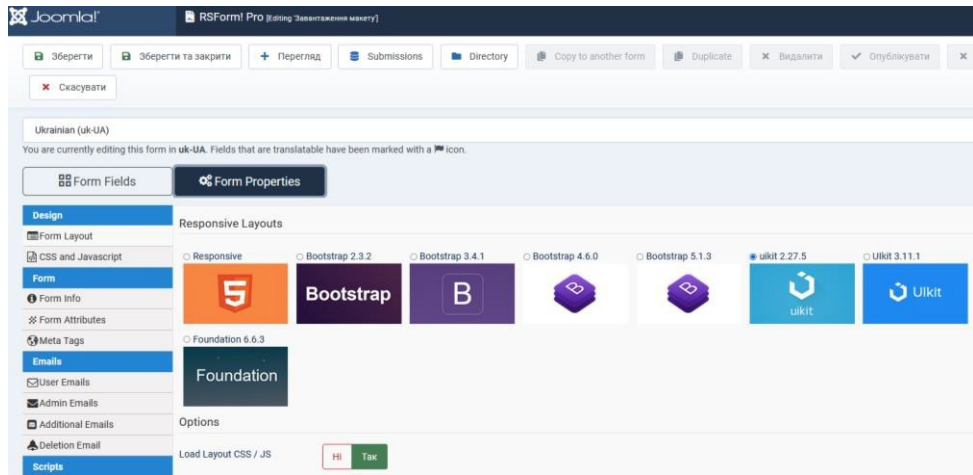 Joomla!® RSForm! Pro [Editing 'Завантаження макету']
Зберегти Зберегти та закрити Перегляд Submissions Directory Copy to another form Duplicate Видалити Опублікувати
Скасувати
Ukrainian (uk-UA)
You are currently editing this form in uk-UA. Fields that are translatable have been marked with a icon.
Form Fields Form Properties
Design
Form Layout
CSS and Javascript
Form
Form Info
Form Attributes
Meta Tags
Emails
User Emails
Admin Emails
Additional Emails
Deletion Email
Scripts
Responsive Layouts
Responsive Bootstrap 2.3.2 Bootstrap 3.4.1 Bootstrap 4.6.0 Bootstrap 5.1.3 uikit 2.27.5 UIkit 3.11.1
5 Bootstrap B B B uikit UIkit
Foundation 6.6.3
Foundation
Options
Load Layout CSS / JS Ні Так